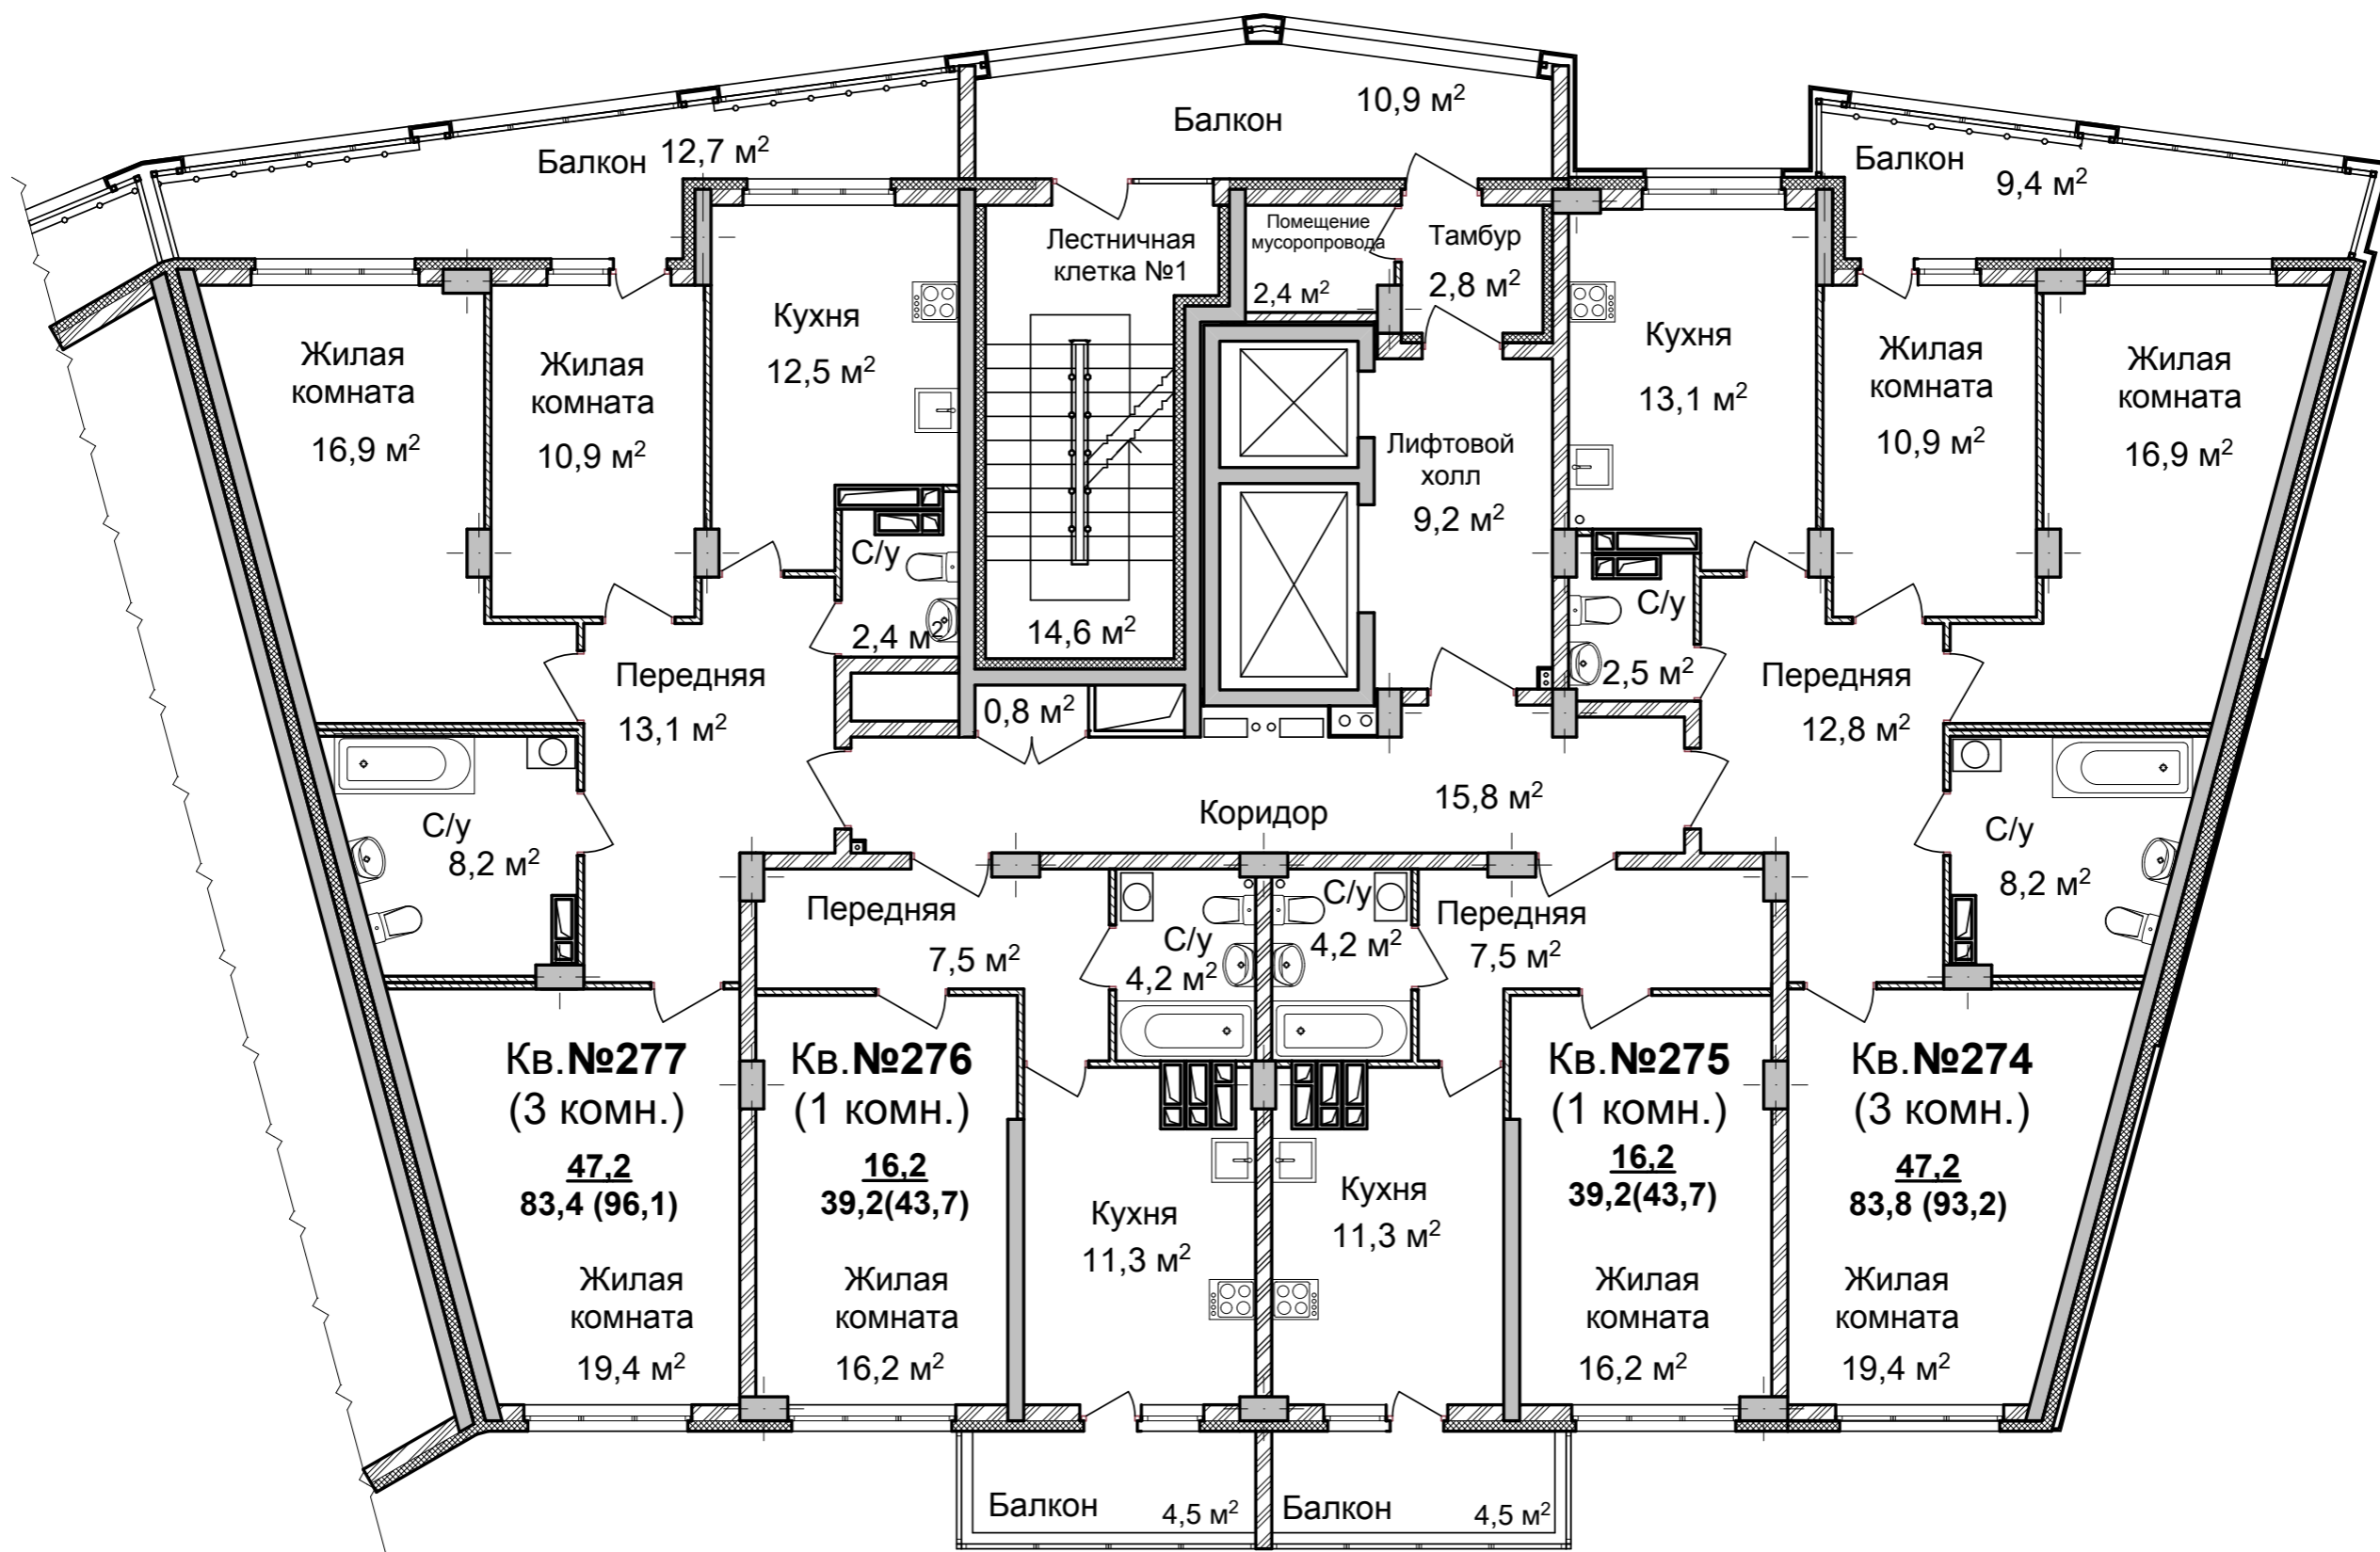 Балкон 12,7 м²
Балкон 10,9 м²
Балкон
9,4 м²
Жилая
комната
16,9 м²
Жилая
комната
10,9 м²
Кухня
12,5 м²
Лестничная
клетка №1
14,6 м²
Помещение
мусоропровода
2,4 м²
Тамбур
2,8 м²
Лифтовой
холл
9,2 м²
Кухня
13,1 м²
Жилая
комната
10,9 м²
Жилая
комната
16,9 м²
С/у
2,4 м²
С/у
2,5 м²
Передняя
13,1 м²
0,8 м²
Передняя
12,8 м²
С/у
8,2 м²
Коридор 15,8 м²
С/у
8,2 м²
Передняя
7,5 м²
С/у
4,2 м²
С/у
4,2 м²
Передняя
7,5 м²
Кв.№277
(3 комн.)
47,2
83,4 (96,1)
Жилая
комната
19,4 м²
Кв.№276
(1 комн.)
16,2
39,2(43,7)
Жилая
комната
16,2 м²
Кухня
11,3 м²
Кухня
11,3 м²
Кв.№275
(1 комн.)
16,2
39,2(43,7)
Жилая
комната
16,2 м²
Кв.№274
(3 комн.)
47,2
83,8 (93,2)
Жилая
комната
19,4 м²
Балкон 4,5 м²
Балкон 4,5 м²